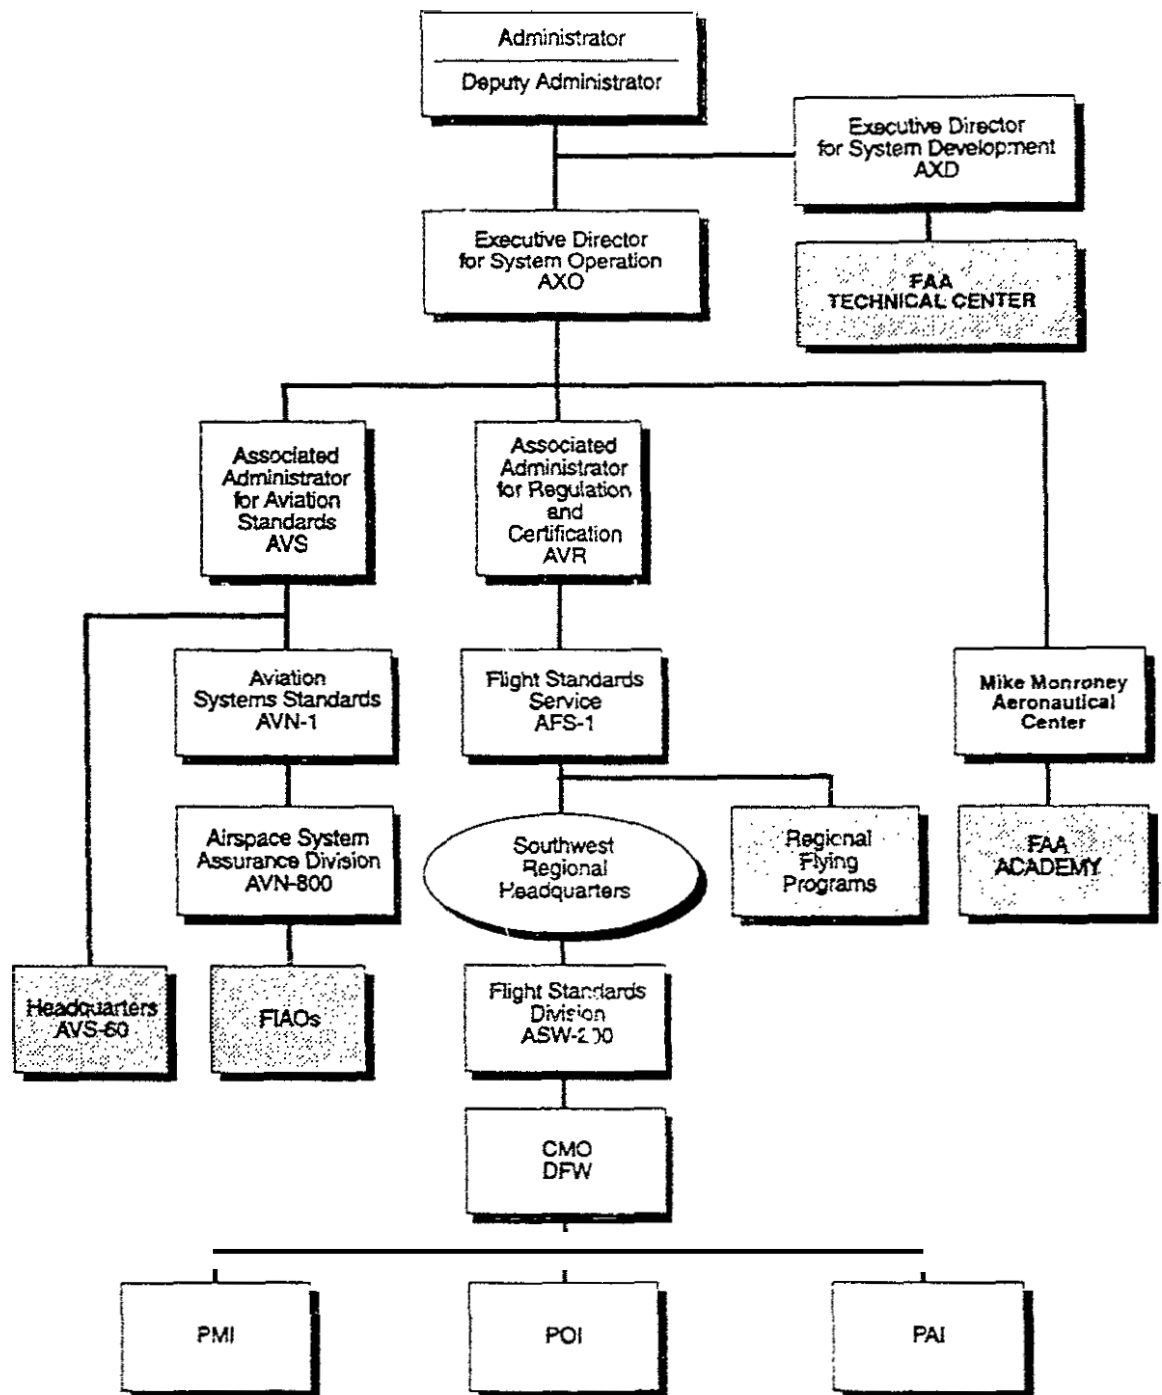 Administrator
Deputy Administrator
Executive Director
for System Development
AXD
Executive Director
for System Operation
AXO
FAA
TECHNICAL CENTER
Associated
Administrator
for Aviation
Standards
AVS
Associated
Administrator
for Regulation
and
Certification
AVR
Aviation
Systems Standards
AVN-1
Flight Standards
Service
AFS-1
Mike Monroney
Aeronautical
Center
Airspace System
Assurance Division
AVN-800
Southwest
Regional
Headquarters
Regional
Flying
Programs
FAA
ACADEMY
Headquarters
AVS-60
FIAOs
Flight Standards
Division
ASW-200
CMO
DFW
PMI
POI
PAI